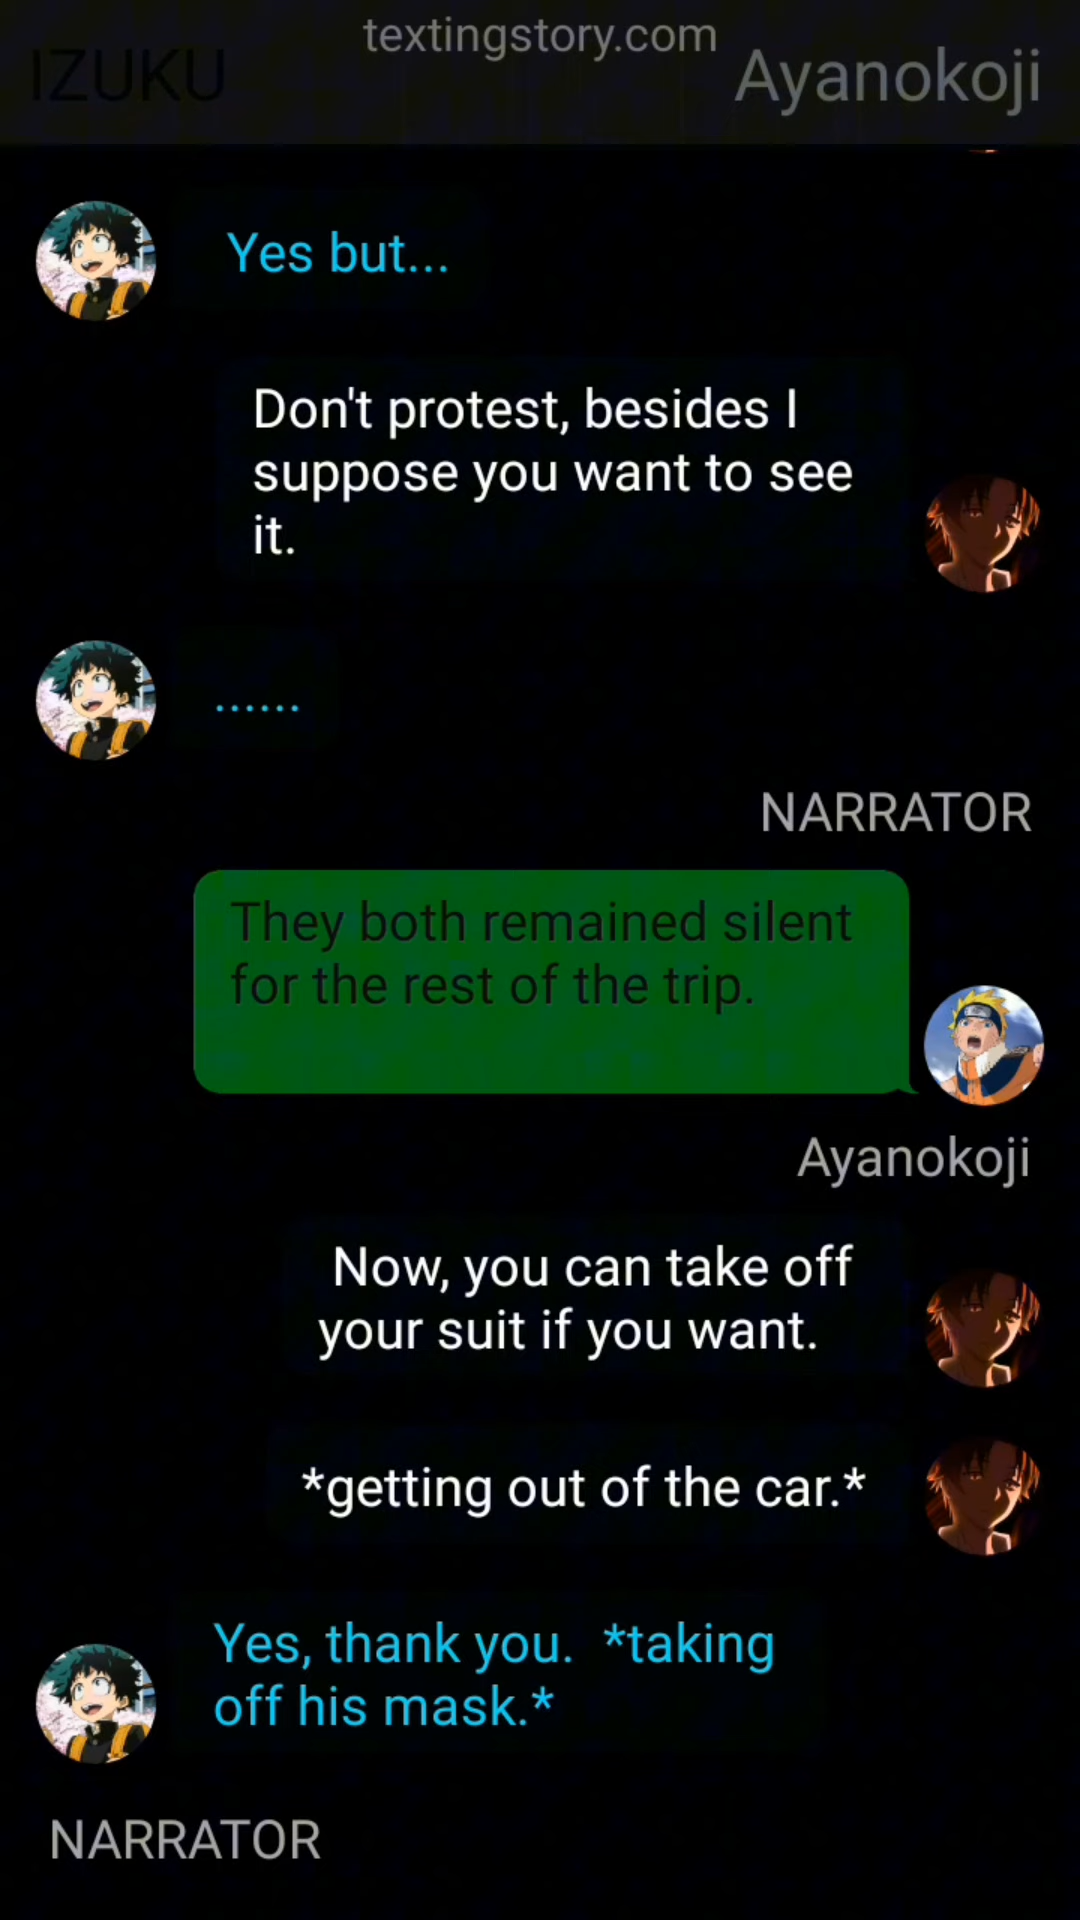 textingstory.com
IZUKU
Ayanokoji
Yes but...
Don't protest, besides I
suppose you want to see
it.
......
NARRATOR
They both remained silent
for the rest of the trip.
Ayanokoji
Now, you can take off
your suit if you want.
*getting out of the car.*
Yes, thank you.  *taking
off his mask.*
NARRATOR